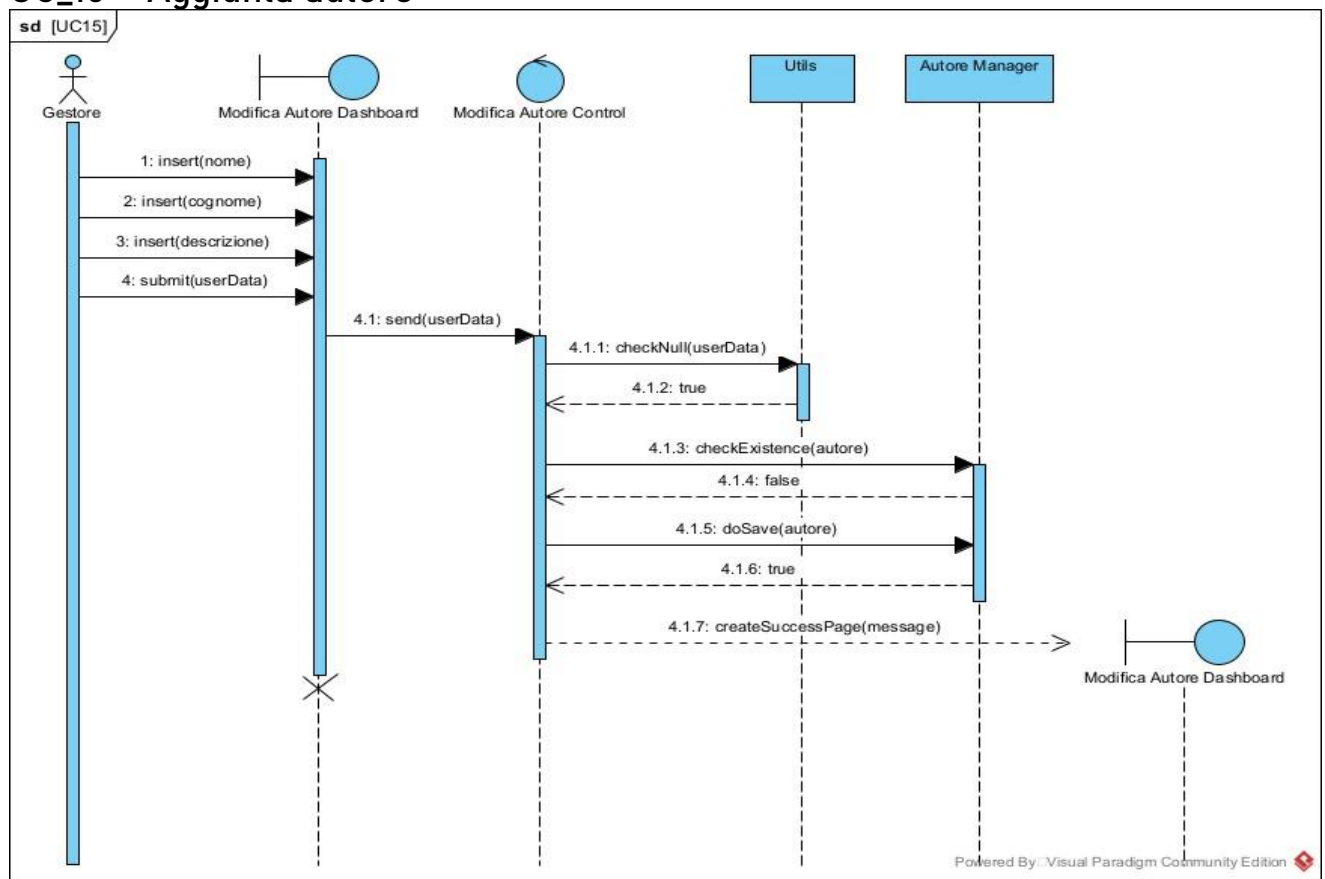 sd [UC15]
Utils
Autore Manager
Gestore
Modifica Autore Dashboard
Modifica Autore Control
1: insert(nome)
2: insert(cognome)
3: insert(descrizione)
4: submit(userData)
4.1: send(userData)
4.1.1: checkNull(userData)
4.1.2: true
4.1.3: checkExistence(autore)
4.1.4: false
4.1.5: doSave(autore)
4.1.6: true
4.1.7: createSuccessPage(message)
Modifica Autore Dashboard
Powered By Visual Paradigm Community Edition